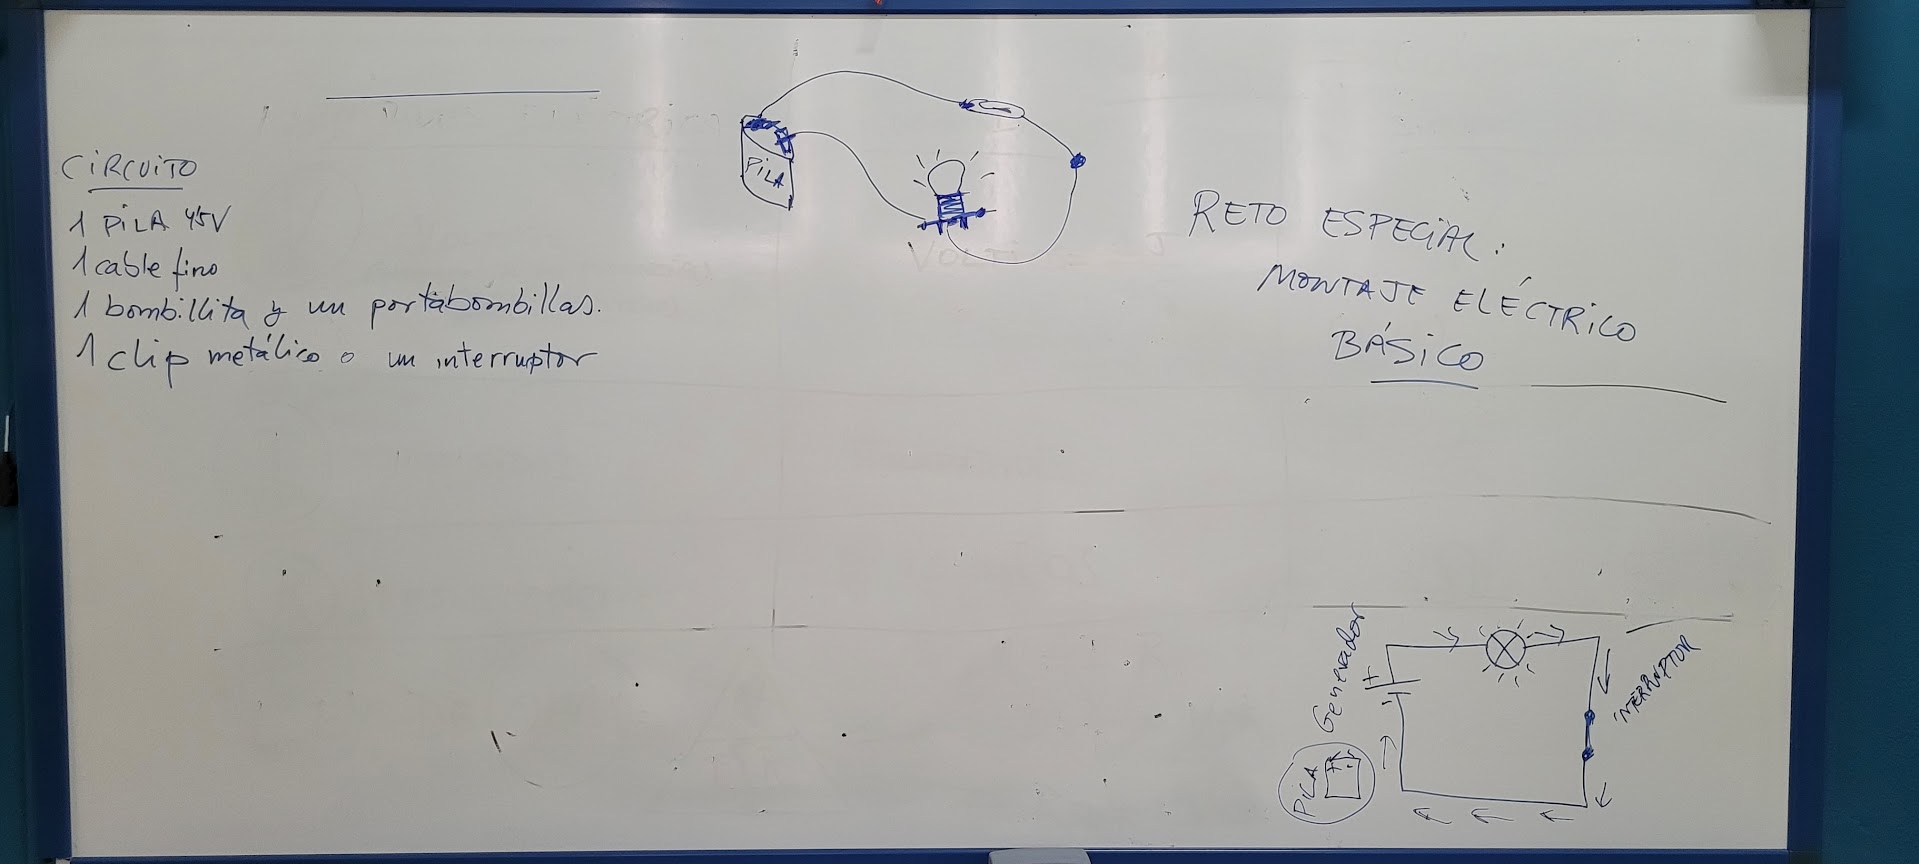 CIRCUITO
1 PILA 4'5V
1 cable fino
1 bombillita y un portabombillas.
1 clip metálico o un interruptor
PILA
RETO ESPECIAL:
MONTAJE ELÉCTRICO
BÁSICO
Generador
+
-
INTERRUPTOR
PILA
+ -